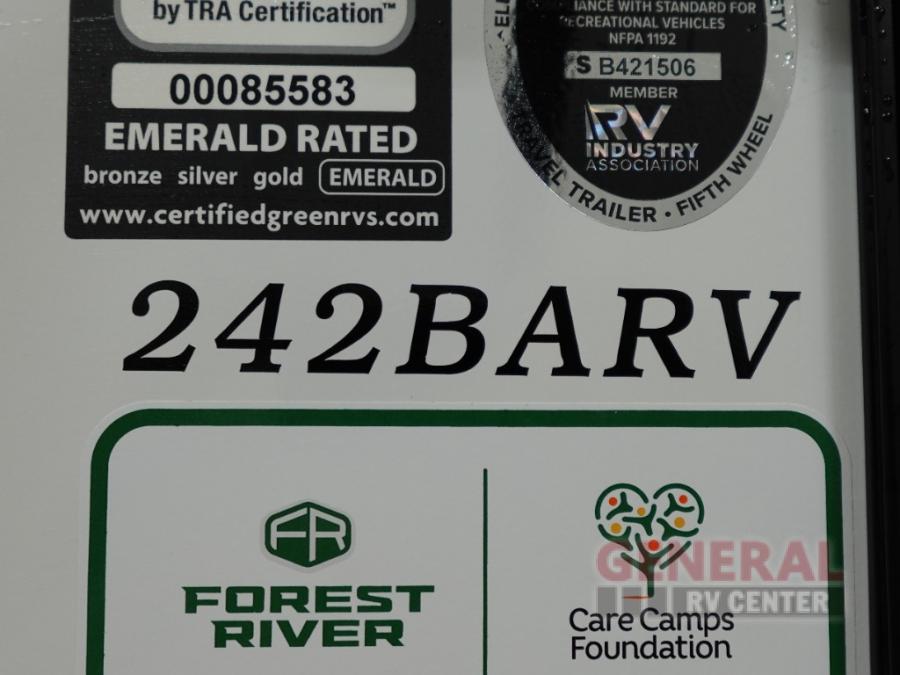 by TRA Certification™
00085583
EMERALD RATED
bronze silver gold EMERALD
www.certifiedgreenrvs.com
WITH STANDARD FOR
RECREATIONAL VEHICLES
NFPA 1192
S B421506
MEMBER
RV
INDUSTRY
ASSOCIATION
TRAVEL TRAILER • FIFTH WHEEL
242BARV
FR
FOREST
RIVER
Care Camps
Foundation
GENERAL
RV CENTER